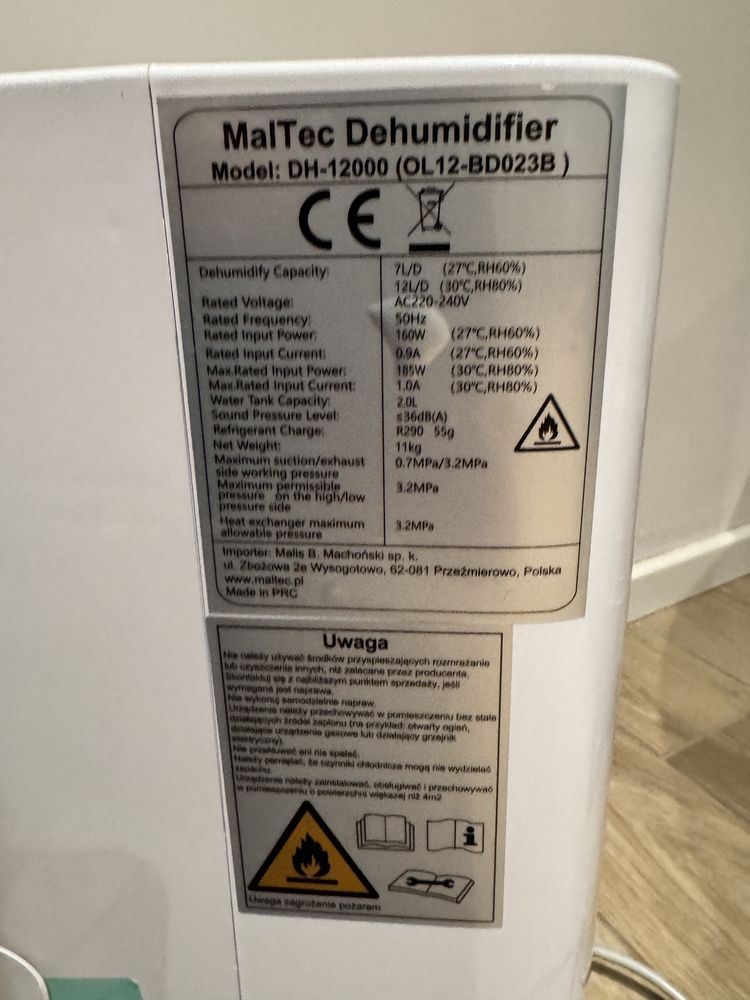 MalTec Dehumidifier
Model: DH-12000 (OL12-BD023B )
CE
Dehumidify Capacity: 7L/D (27℃,RH60%)
12L/D (30℃,RH80%)
Rated Voltage: AC220-240V
Rated Frequency: 50Hz
Rated Input Power: 160W (27℃,RH60%)
Rated Input Current: 0.9A (27℃,RH60%)
Max.Rated Input Power: 185W (30℃,RH80%)
Max.Rated Input Current: 1.0A (30℃,RH80%)
Water Tank Capacity: 2.0L
Sound Pressure Level: ≤36dB(A)
Refrigerant Charge: R290 55g
Net Weight: 11kg
Maximum suction/exhaust 0.7MPa/3.2MPa
side working pressure
Maximum permissible 3.2MPa
pressure on the high/low
pressure side
Heat exchanger maximum 3.2MPa
allowable pressure
Importer: Malis B. Machoński sp. k.
ul. Zbożowa 2e Wysogotowo, 62-081 Przeźmierowo, Polska
www.maltec.pl
Made in PRC
Uwaga
Nie należy używać środków przyspieszających rozmrażanie
lub czyszczenia innych, niż zalecane przez producenta.
Skontaktuj się z najbliższym punktem sprzedaży, jeśli
wymagana jest naprawa.
Nie wykonuj samodzielnie napraw.
Urządzenie należy przechowywać w pomieszczeniu bez stale
działających źródeł zapłonu (na przykład: otwarty ogień,
działające urządzenie gazowe lub działający grzejnik
elektryczny).
Nie przekłuwać ani nie spalać.
Należy pamiętać, że czynniki chłodnicze mogą nie wydzielać
zapachu.
Urządzenie należy zainstalować, obsługiwać i przechowywać
w pomieszczeniu o powierzchni większej niż 4m2
Uwaga zagrożenie pożarem